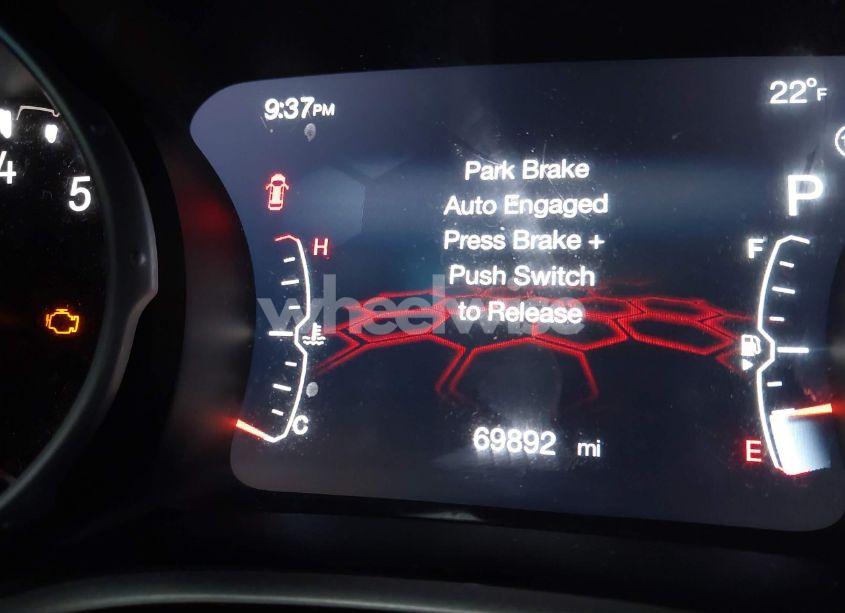 9:37PM
22°F
4
5
Park Brake
Auto Engaged
Press Brake +
Push Switch
to Release
P
H
F
wheelwise
C
E
69892 mi